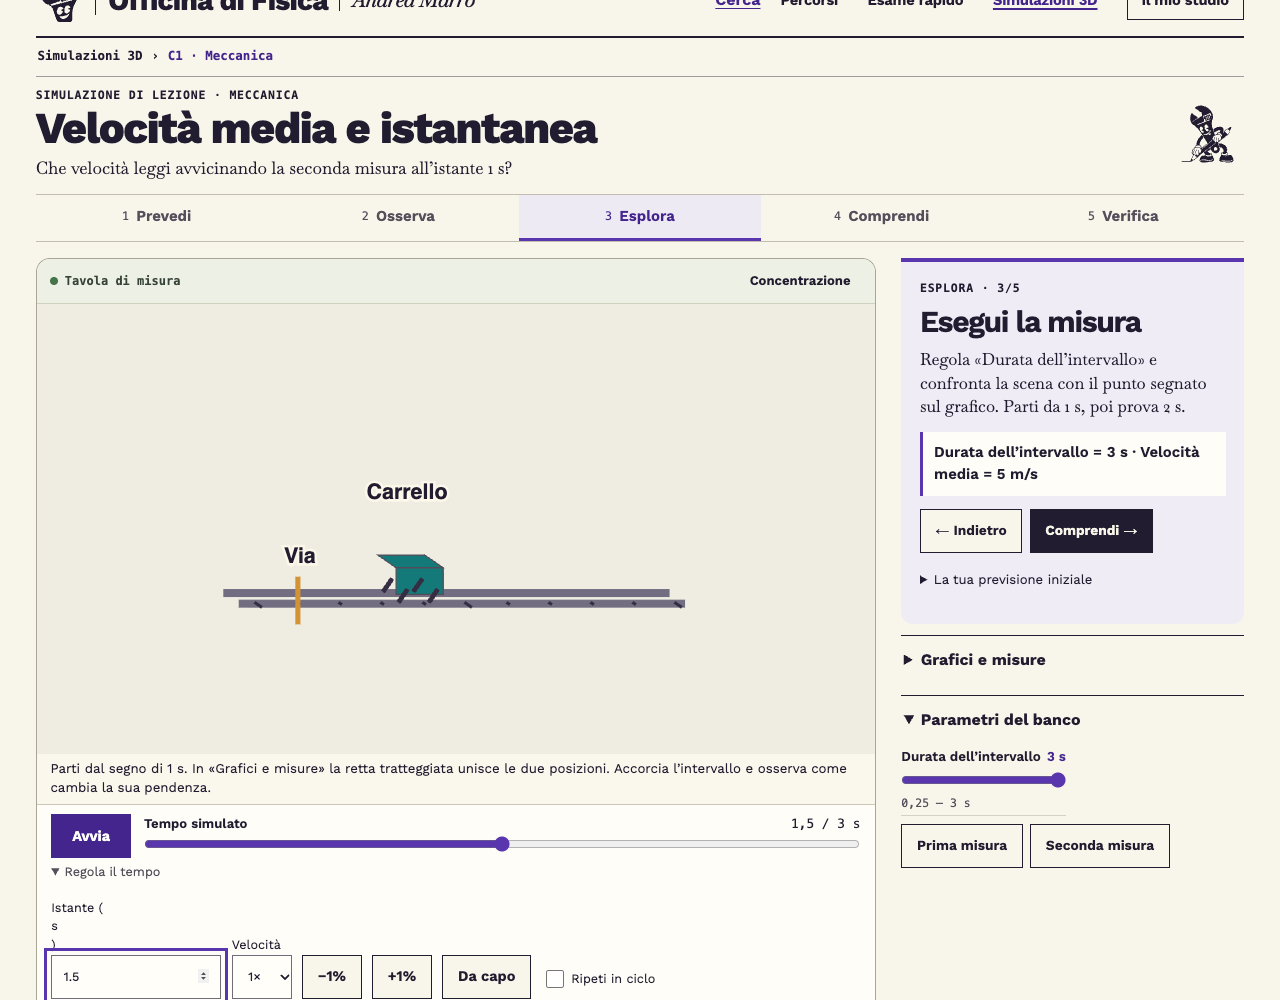 Officina di Fisica
Andrea Marro
Cerca
Percorsi
Esame rapido
Simulazioni 3D
Il mio studio
Simulazioni 3D › C1 · Meccanica
SIMULAZIONE DI LEZIONE · MECCANICA
Velocità media e istantanea
Che velocità leggi avvicinando la seconda misura all’istante 1 s?
1 Prevedi
2 Osserva
3 Esplora
4 Comprendi
5 Verifica
Tavola di misura
Concentrazione
Carrello
Via
Parti dal segno di 1 s. In «Grafici e misure» la retta tratteggiata unisce le due posizioni. Accorcia l’intervallo e osserva come
cambia la sua pendenza.
Avvia
Tempo simulato
1,5 / 3 s
▼ Regola il tempo
Istante (
s
)
Velocità
1.5
1×
−1%
+1%
Da capo
Ripeti in ciclo
ESPLORA · 3/5
Esegui la misura
Regola «Durata dell’intervallo» e
confronta la scena con il punto segnato
sul grafico. Parti da 1 s, poi prova 2 s.
Durata dell’intervallo = 3 s · Velocità
media = 5 m/s
← Indietro
Comprendi →
▶ La tua previsione iniziale
▶ Grafici e misure
▼ Parametri del banco
Durata dell’intervallo 3 s
0,25 — 3 s
Prima misura
Seconda misura